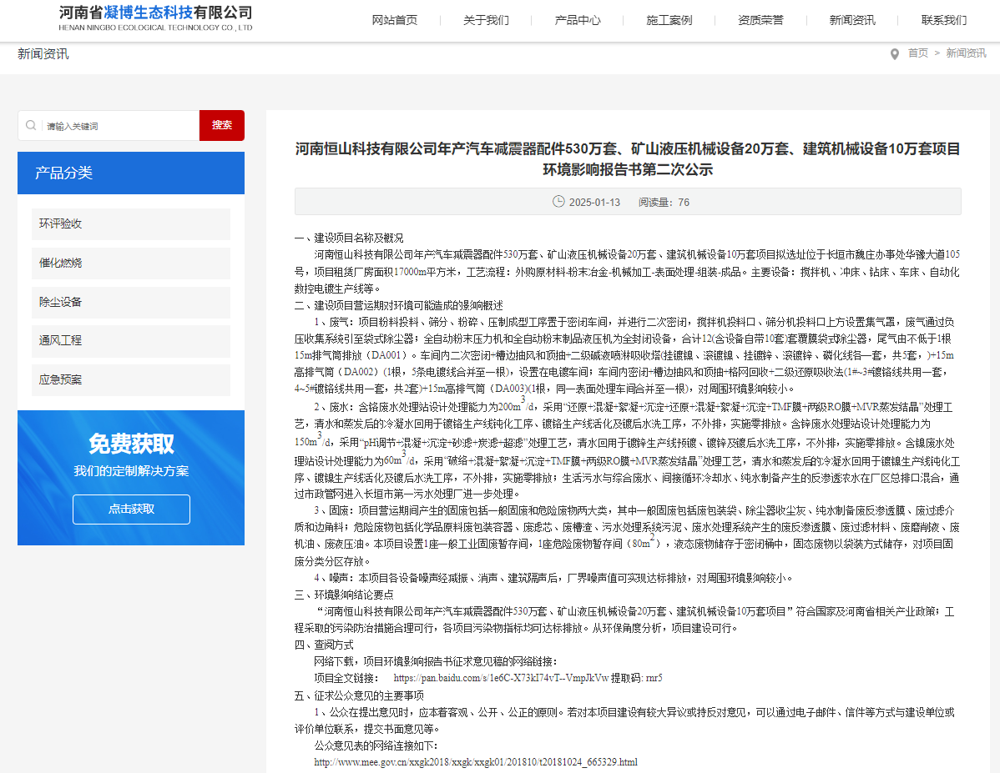 河南省凝博生态科技有限公司
HENAN NINGBO ECOLOGICAL TECHNOLOGY CO., LTD
网站首页 关于我们 产品中心 施工案例 资质荣誉 新闻资讯 联系我们
新闻资讯
首页 > 新闻资讯
请输入关键词 搜索
产品分类
环评验收
催化燃烧
除尘设备
通风工程
应急预案
免费获取
我们的定制解决方案
点击获取
河南恒山科技有限公司年产汽车减震器配件530万套、矿山液压机械设备20万套、建筑机械设备10万套项目
环境影响报告书第二次公示
2025-01-13 阅读量：76
一、建设项目名称及概况
河南恒山科技有限公司年产汽车减震器配件530万套、矿山液压机械设备20万套、建筑机械设备10万套项目拟选址位于长垣市魏庄办事处华豫大道105
号，项目租赁厂房面积17000m平方米，工艺流程：外购原材料-粉末冶金-机械加工-表面处理-组装-成品。主要设备：搅拌机、冲床、钻床、车床、自动化
数控电镀生产线等。
二、建设项目营运期对环境可能造成的影响概述
1、废气：项目粉料投料、筛分、粉碎、压制成型工序置于密闭车间，并进行二次密闭，搅拌机投料口、筛分机投料口上方设置集气罩，废气通过负
压收集系统引至袋式除尘器；全自动粉末压力机和全自动粉末制品液压机为全封闭设备，合计12(含设备自带10套)套覆膜袋式除尘器，尾气由不低于1根
15m排气筒排放（DA001）。车间内二次密闭+槽边抽风和顶抽+二级碱液喷淋吸收塔(挂镀镍、滚镀镍、挂镀锌、滚镀锌、磷化线各一套，共5套，)+15m
高排气筒（DA002）(1根，5条电镀线合并至一根)，设置在电镀车间；车间内密闭+槽边抽风和顶抽+格网回收+二级还原吸收法(1#~3#镀铬线共用一套，
4~5#镀铬线共用一套，共2套)+15m高排气筒（DA003)(1根，同一表面处理车间合并至一根)，对周围环境影响较小。
2、废水：含铬废水处理站设计处理能力为200m3/d，采用“还原+混凝+絮凝+沉淀+还原+混凝+絮凝+沉淀+TMF膜+两级RO膜+MVR蒸发结晶”处理工
艺，清水和蒸发后的冷凝水回用于镀铬生产线钝化工序、镀铬生产线活化及镀后水洗工序，不外排，实施零排放。含锌废水处理站设计处理能力为
150m3/d，采用“pH调节+混凝+沉淀+砂滤+炭滤+超滤”处理工艺，清水回用于镀锌生产线预镀、镀锌及镀后水洗工序，不外排，实施零排放。含镍废水处
理站设计处理能力为60m3/d，采用“破络+混凝+絮凝+沉淀+TMF膜+两级RO膜+MVR蒸发结晶”处理工艺，清水和蒸发后的冷凝水回用于镀镍生产线钝化工
序、镀镍生产线活化及镀后水洗工序，不外排，实施零排放；生活污水与综合废水、间接循环冷却水、纯水制备产生的反渗透浓水在厂区总排口混合，通
过市政管网进入长垣市第一污水处理厂进一步处理。
3、固废：项目营运期间产生的固废包括一般固废和危险废物两大类，其中一般固废包括废包装袋、除尘器收尘灰、纯水制备废反渗透膜、废过滤介
质和边角料；危险废物包括化学品原料废包装容器、废滤芯、废槽渣、污水处理系统污泥、废水处理系统产生的废反渗透膜、废过滤材料、废磨削液、废
机油、废液压油。本项目设置1座一般工业固废暂存间，1座危险废物暂存间（80m2），液态废物储存于密闭桶中，固态废物以袋装方式储存，对项目固
废分类分区存放。
4、噪声：本项目各设备噪声经减振、消声、建筑隔声后，厂界噪声值可实现达标排放，对周围环境影响较小。
三、环境影响结论要点
“河南恒山科技有限公司年产汽车减震器配件530万套、矿山液压机械设备20万套、建筑机械设备10万套项目”符合国家及河南省相关产业政策；工
程采取的污染防治措施合理可行，各项目污染物指标均可达标排放。从环保角度分析，项目建设可行。
四、查阅方式
网络下载，项目环境影响报告书征求意见稿的网络链接：
项目全文链接： https://pan.baidu.com/s/1e6C-X73kI74vT--VmpJkVw 提取码: rnr5
五、征求公众意见的主要事项
1、公众在提出意见时，应本着客观、公开、公正的原则。若对本项目建设有较大异议或持反对意见，可以通过电子邮件、信件等方式与建设单位或
评价单位联系，提交书面意见等。
公众意见表的网络连接如下：
http://www.mee.gov.cn/xxgk2018/xxgk/xxgk01/201810/t20181024_665329.html